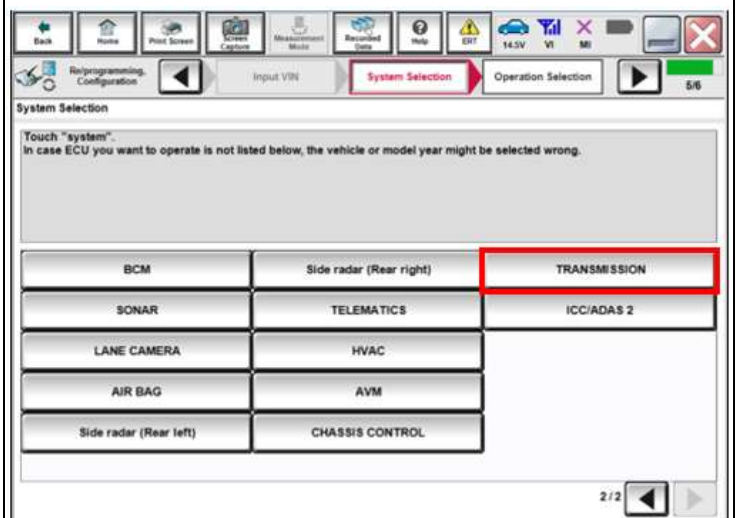 Back
Home
Print Screen
Screen Capture
Measurement Mode
Recorded Data
Help
ERT
14.5V
VI
MI
Re/programming, Configuration
Input VIN
System Selection
Operation Selection
5/6
System Selection
Touch "system".
In case ECU you want to operate is not listed below, the vehicle or model year might be selected wrong.
BCM
Side radar (Rear right)
TRANSMISSION
SONAR
TELEMATICS
ICC/ADAS 2
LANE CAMERA
HVAC
AIR BAG
AVM
Side radar (Rear left)
CHASSIS CONTROL
2/2